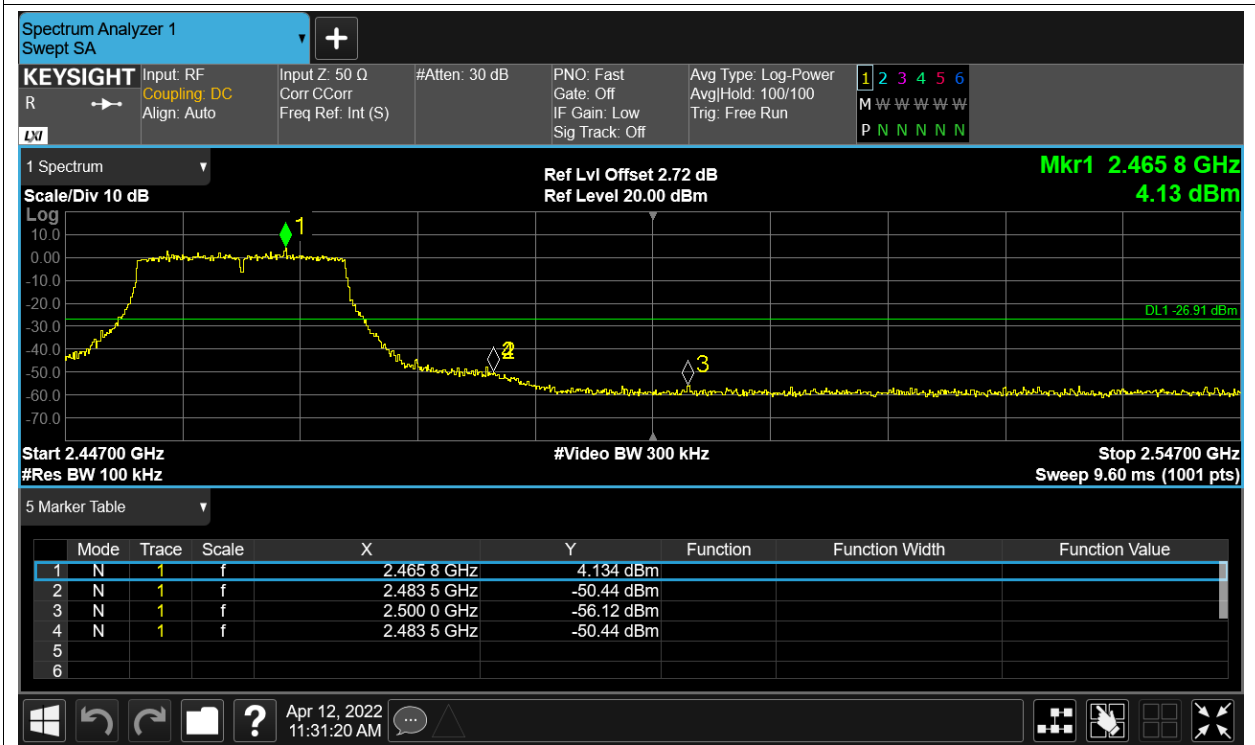 Spectrum Analyzer 1
Swept SA
+
KEYSIGHT
R
LXI
Input: RF
Coupling: DC
Align: Auto
Input Z: 50 Ω
Corr CCorr
Freq Ref: Int (S)
#Atten: 30 dB
PNO: Fast
Gate: Off
IF Gain: Low
Sig Track: Off
Avg Type: Log-Power
Avg|Hold: 100/100
Trig: Free Run
1 2 3 4 5 6
M W W W W W
P N N N N N
1 Spectrum
Scale/Div 10 dB
Ref Lvl Offset 2.72 dB
Ref Level 20.00 dBm
Mkr1 2.465 8 GHz
4.13 dBm
Log
10.0
0.00
-10.0
-20.0
-30.0
-40.0
-50.0
-60.0
-70.0
1
3
DL1 -26.91 dBm
Start 2.44700 GHz
#Res BW 100 kHz
#Video BW 300 kHz
Stop 2.54700 GHz
Sweep 9.60 ms (1001 pts)
5 Marker Table
Mode Trace Scale X Y Function Function Width Function Value
1 N 1 f 2.465 8 GHz 4.134 dBm
2 N 1 f 2.483 5 GHz -50.44 dBm
3 N 1 f 2.500 0 GHz -56.12 dBm
4 N 1 f 2.483 5 GHz -50.44 dBm
5
6
?
Apr 12, 2022
11:31:20 AM